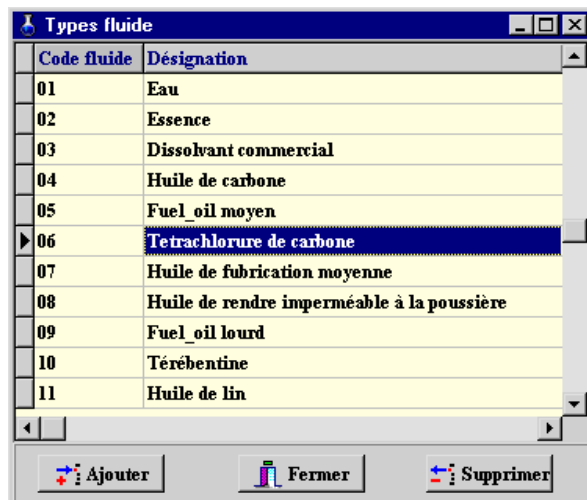 Types fluide
Code fluide Désignation
01 Eau
02 Essence
03 Dissolvant commercial
04 Huile de carbone
05 Fuel_oil moyen
06 Tetrachlorure de carbone
07 Huile de fubrication moyenne
08 Huile de rendre imperméable à la poussière
09 Fuel_oil lourd
10 Térébentine
11 Huile de lin
Ajouter Fermer Supprimer